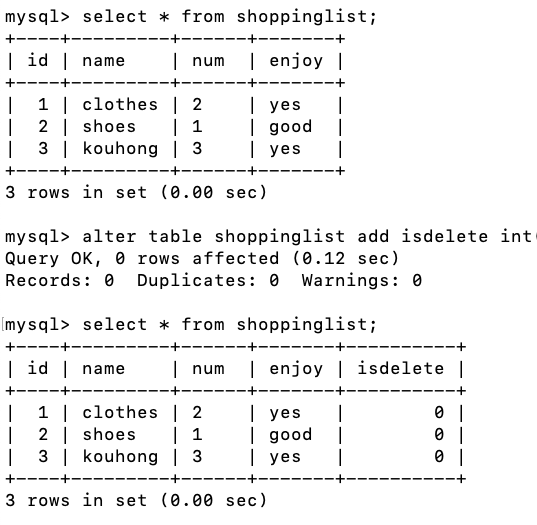 mysql> select * from shoppinglist;
+----+---------+------+-------+
| id | name    | num  | enjoy |
+----+---------+------+-------+
|  1 | clothes | 2    | yes   |
|  2 | shoes   | 1    | good  |
|  3 | kouhong | 3    | yes   |
+----+---------+------+-------+
3 rows in set (0.00 sec)
mysql> alter table shoppinglist add isdelete int(
Query OK, 0 rows affected (0.12 sec)
Records: 0  Duplicates: 0  Warnings: 0
mysql> select * from shoppinglist;
+----+---------+------+-------+----------+
| id | name    | num  | enjoy | isdelete |
+----+---------+------+-------+----------+
|  1 | clothes | 2    | yes   |        0 |
|  2 | shoes   | 1    | good  |        0 |
|  3 | kouhong | 3    | yes   |        0 |
+----+---------+------+-------+----------+
3 rows in set (0.00 sec)